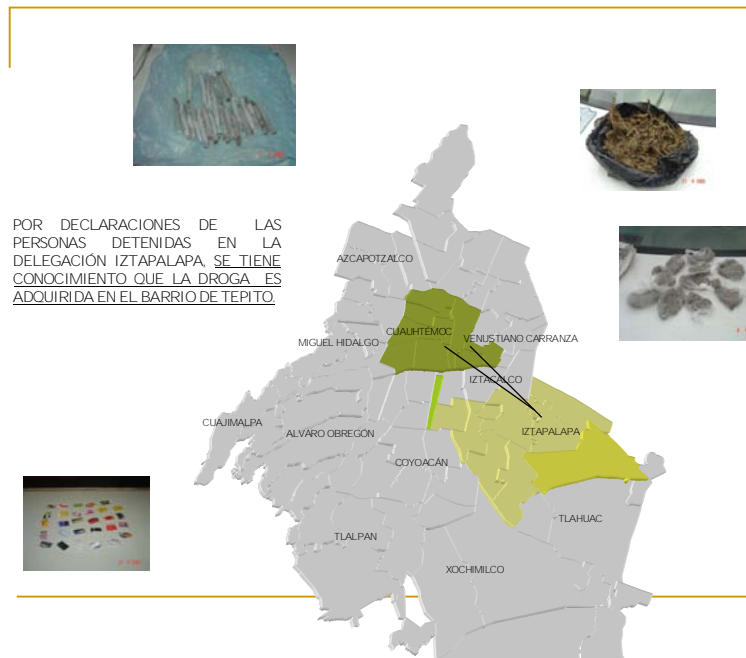 POR DECLARACIONES DE LAS
PERSONAS DETENIDAS EN LA
DELEGACIÓN IZTAPALAPA, SE TIENE
CONOCIMIENTO QUE LA DROGA ES
ADQUIRIDA EN EL BARRIO DE TEPITO.
AZCAPOTZALCO
CUAUHTÉMOC
MIGUEL HIDALGO
VENUSTIANO CARRANZA
IZTACALCO
CUAJIMALPA
ALVARO OBREGÓN
IZTAPALAPA
COYOACÁN
TLAHUAC
TLALPAN
XOCHIMILCO